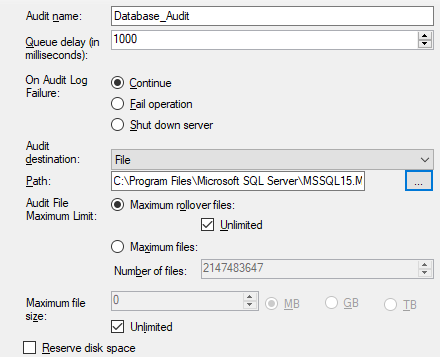 Audit name: Database_Audit
Queue delay (in milliseconds): 1000
On Audit Log Failure:
Continue
Fail operation
Shut down server
Audit destination: File
Path: C:\Program Files\Microsoft SQL Server\MSSQL15.M ...
Audit File Maximum Limit:
Maximum rollover files:
Unlimited
Maximum files:
Number of files: 2147483647
Maximum file size: 0 MB GB TB
Unlimited
Reserve disk space